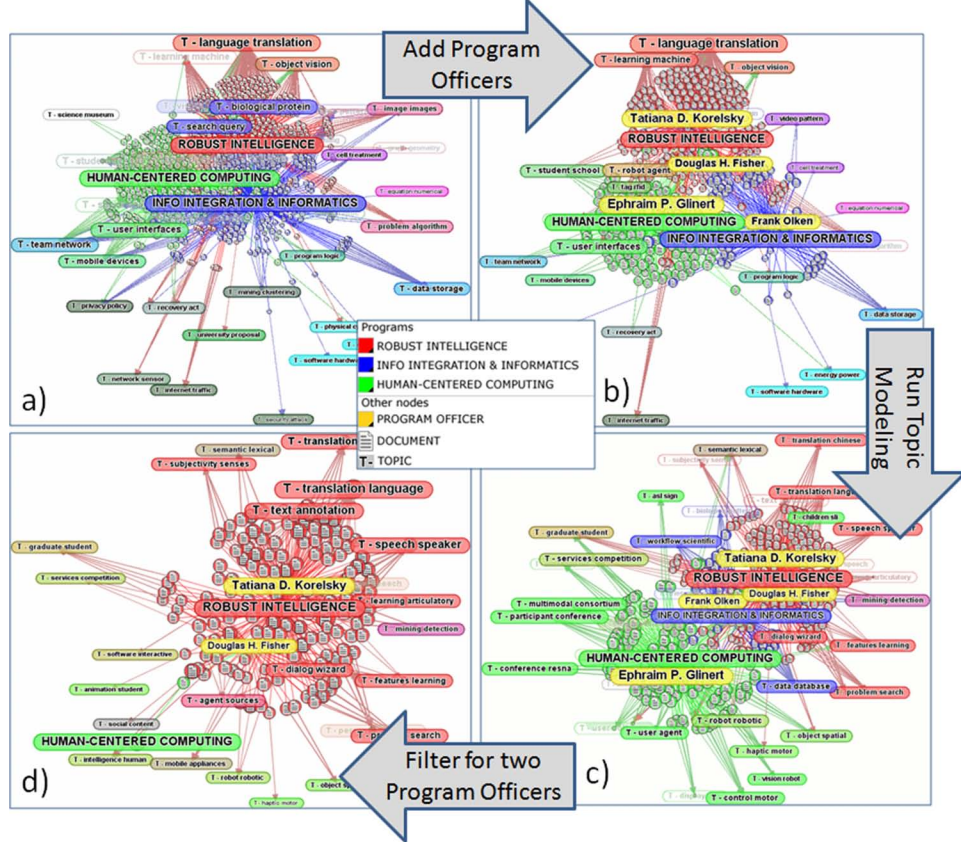 T - language translation
T - learning machine
T - object vision
T - biological protein
T - image images
T - science museum
T - search query
ROBUST INTELLIGENCE
T - cell treatment
HUMAN-CENTERED COMPUTING
T - equation numerical
INFO INTEGRATION & INFORMATICS
T - problem algorithm
T - user interfaces
T - team network
T - program logic
T - mobile devices
T - mining clustering
T - data storage
T - privacy policy
T - recovery act
T - university proposal
T - software hardw
T - network sensor
T - internet traffic
a)
Add Program
Officers
T - language translation
T - learning machine
T - object vision
Tatiana D. Korelsky
T - video pattern
ROBUST INTELLIGENCE
Douglas H. Fisher
T - student school
T - robot agent
T - cell treatment
T - tag rfid
Ephraim P. Glinert
T - equation numerical
HUMAN-CENTERED COMPUTING
Frank Olken
T - user interfaces
INFO INTEGRATION & INFORMATICS
T - team network
T - program logic
T - mobile devices
T - data storage
T - recovery act
T - energy power
T - software hardware
T - internet traffic
b)
Programs
ROBUST INTELLIGENCE
INFO INTEGRATION & INFORMATICS
HUMAN-CENTERED COMPUTING
Other nodes
PROGRAM OFFICER
DOCUMENT
T - TOPIC
Run Topic
Modeling
T - translation chinese
T - semantic lexical
T - asl sign
T - translation langu
T - children sli
T - graduate student
T - speech speaker
T - workflow scientific
T - services competition
Tatiana D. Korelsky
ROBUST INTELLIGENCE
Frank Olken
Douglas H. Fisher
T - multimodal consortium
T - mining detection
T - participant conference
INFO INTEGRATION & INFORMATICS
T - dialog wizard
T - features learning
HUMAN-CENTERED COMPUTING
T - conference resna
Ephraim P. Glinert
T - data database
T - problem search
T - robot robotic
T - user agent
T - object spatial
T - haptic motor
T - vision robot
T - control motor
c)
Filter for two
Program Officers
T - translation
T - semantic lexical
T - subjectivity senses
T - translation language
T - text annotation
T - graduate student
T - speech speaker
T - services competition
Tatiana D. Korelsky
ROBUST INTELLIGENCE
T - learning articulatory
T - mining detection
Douglas H. Fisher
T - software interactive
T - dialog wizard
T - features learning
T - animation student
T - agent sources
T - social content
HUMAN-CENTERED COMPUTING
search
T - intelligence human
T - mobile appliances
T - robot robotic
T - object
T - haptic motor
d)